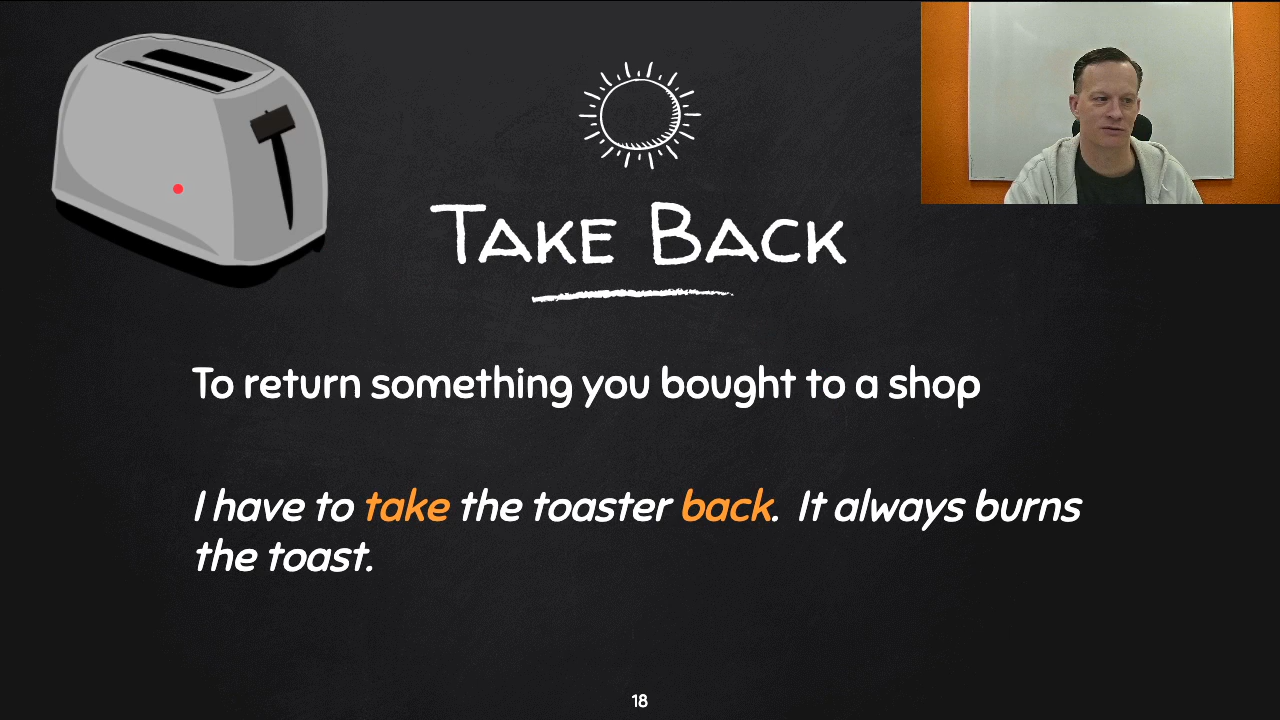 Take Back
To return something you bought to a shop
I have to take the toaster back.  It always burns
the toast.
18